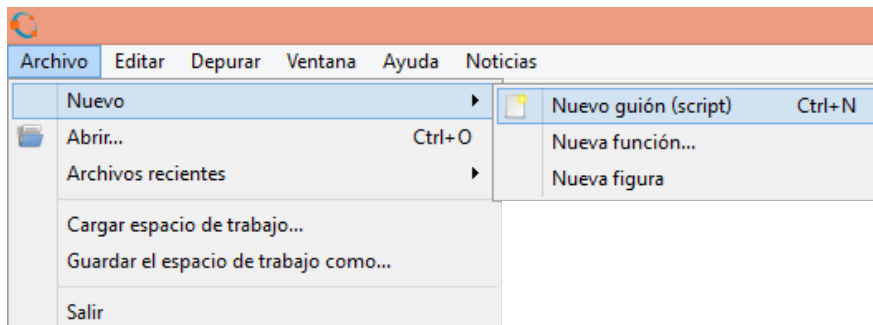 Archivo Editar Depurar Ventana Ayuda Noticias
Nuevo
Nuevo guión (script) Ctrl+N
Abrir... Ctrl+O
Nueva función...
Archivos recientes
Nueva figura
Cargar espacio de trabajo...
Guardar el espacio de trabajo como...
Salir